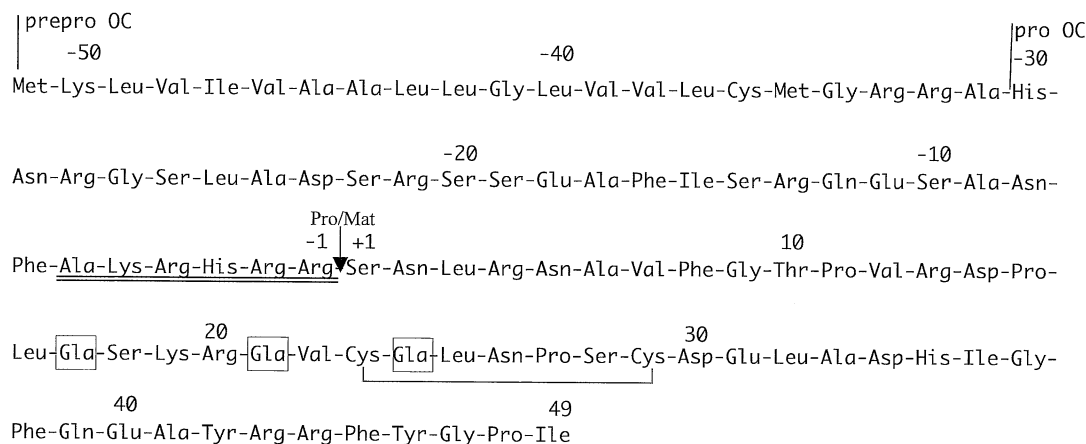 prepro OC pro OC
-50 -40 -30
Met-Lys-Leu-Val-Ile-Val-Ala-Ala-Leu-Leu-Gly-Leu-Val-Val-Leu-Cys-Met-Gly-Arg-Arg-Ala-His-
-20 -10
Asn-Arg-Gly-Ser-Leu-Ala-Asp-Ser-Arg-Ser-Ser-Glu-Ala-Phe-Ile-Ser-Arg-Gln-Glu-Ser-Ala-Asn-
Pro/Mat
-1 +1 10
Phe-Ala-Lys-Arg-His-Arg-Arg-Ser-Asn-Leu-Arg-Asn-Ala-Val-Phe-Gly-Thr-Pro-Val-Arg-Asp-Pro-
20 30
Leu-Gla-Ser-Lys-Arg-Gla-Val-Cys-Gla-Leu-Asn-Pro-Ser-Cys-Asp-Glu-Leu-Ala-Asp-His-Ile-Gly-
40 49
Phe-Gln-Glu-Ala-Tyr-Arg-Arg-Phe-Tyr-Gly-Pro-Ile